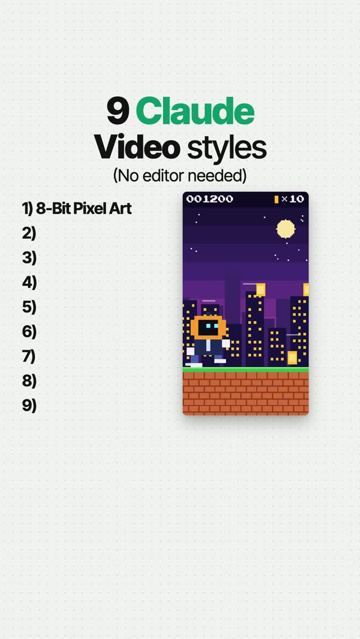 9 Claude
Video styles
(No editor needed)
001200 ×10
1) 8-Bit Pixel Art
2)
3)
4)
5)
6)
7)
8)
9)